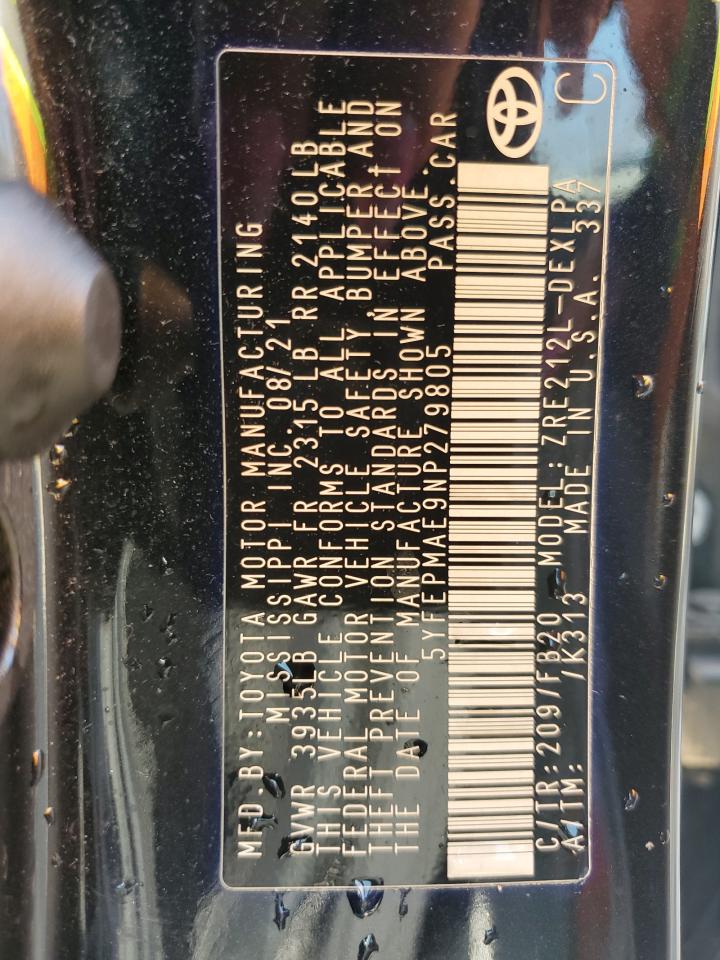 MFD.BY:TOYOTA MOTOR MANUFACTURING
MISSISSIPPI INC 08/21
GVWR 3935LB GAWR FR 2315 LB RR 2140LB
THIS VEHICLE CONFORMS TO ALL APPLICABLE
FEDERAL MOTOR VEHICLE SAFETY, BUMPER AND
THEFT PREVENTION STANDARDS IN EFFECT ON
THE DATE OF MANUFACTURE SHOWN ABOVE.
5YFEPMAE9NP279805 PASS.CAR
C/TR:209/FB20 MODEL:ZRE212L-DEXLPA
A/TM: /K313 MADE IN U.S.A. 337
C